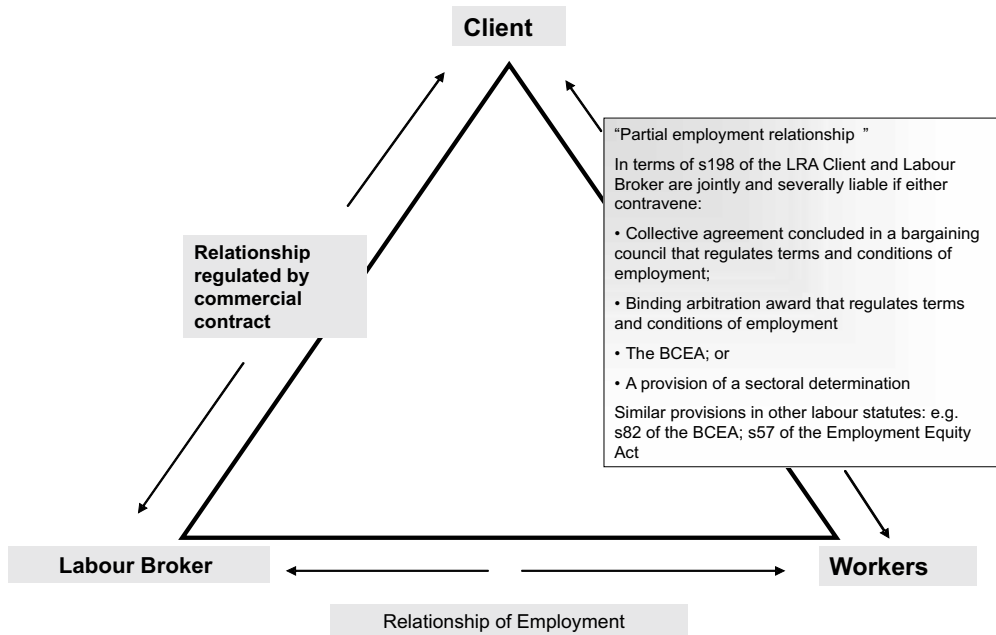 Client
“Partial employment relationship ”
In terms of s198 of the LRA Client and Labour
Broker are jointly and severally liable if either
contravene:
• Collective agreement concluded in a bargaining
council that regulates terms and conditions of
employment;
• Binding arbitration award that regulates terms
and conditions of employment
• The BCEA; or
• A provision of a sectoral determination
Similar provisions in other labour statutes: e.g.
s82 of the BCEA; s57 of the Employment Equity
Act
Relationship
regulated by
commercial
contract
Labour Broker
Workers
Relationship of Employment